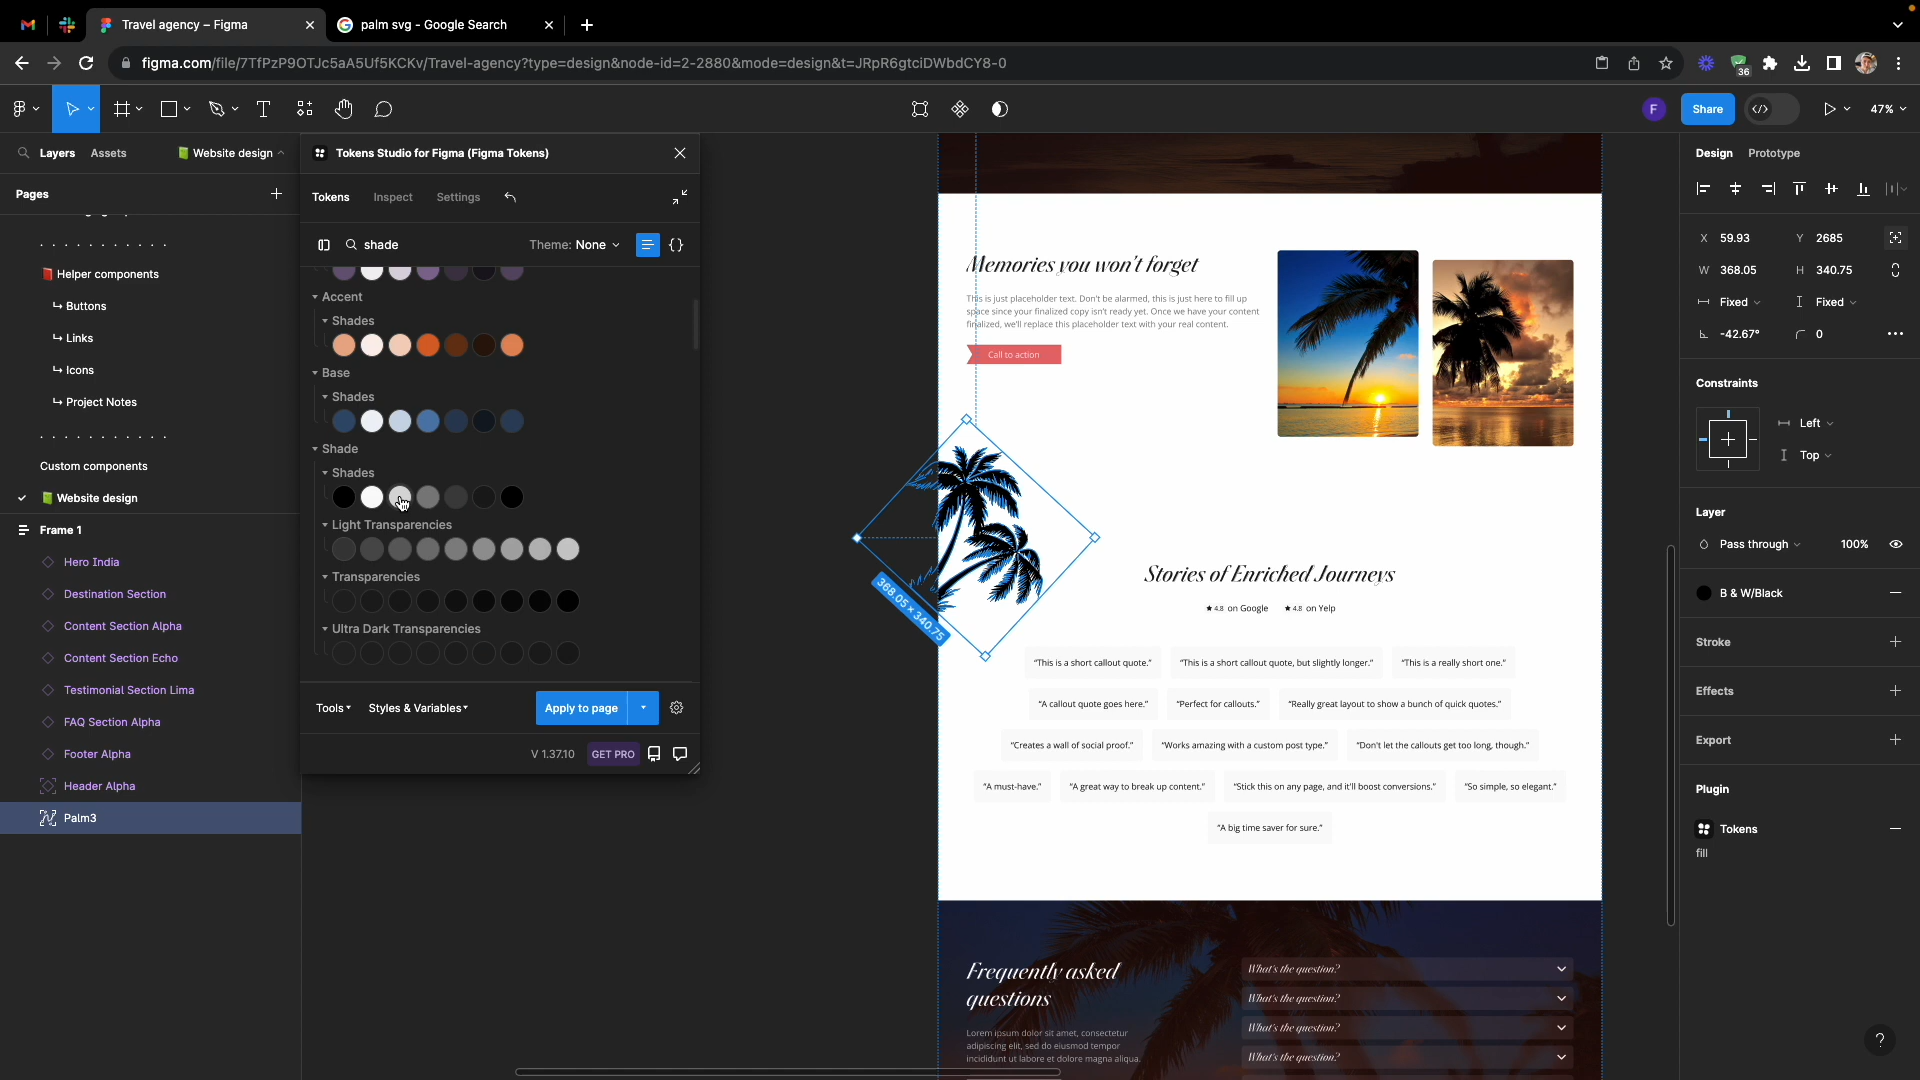 Travel agency – Figma
palm svg - Google Search
figma.com/file/7TfPzP9OTJc5aA5Uf5KCKv/Travel-agency?type=design&node-id=2-2880&mode=design&t=JRpR6gtciDWbdCY8-0
36
F
Share
47%
Layers
Assets
Website design
Pages
Helper components
Buttons
Links
Icons
Project Notes
Custom components
Website design
Frame 1
Hero India
Destination Section
Content Section Alpha
Content Section Echo
Testimonial Section Lima
FAQ Section Alpha
Footer Alpha
Header Alpha
Palm3
Tokens Studio for Figma (Figma Tokens)
Tokens
Inspect
Settings
shade
Theme: None
Accent
Shades
Base
Shades
Shade
Shades
Light Transparencies
Transparencies
Ultra Dark Transparencies
Tools
Styles & Variables
Apply to page
V 1.37.10
GET PRO
Memories you won't forget
This is just placeholder text. Don't be alarmed, this is just here to fill up
space since your finalized copy isn't ready yet. Once we have your content
finalized, we'll replace this placeholder text with your real content.
Call to action
368.05 × 340.75
Stories of Enriched Journeys
★ 4.8 on Google
★ 4.8 on Yelp
"This is a short callout quote."
"This is a short callout quote, but slightly longer."
"This is a really short one."
"A callout quote goes here."
"Perfect for callouts."
"Really great layout to show a bunch of quick quotes."
"Creates a wall of social proof."
"Works amazing with a custom post type."
"Don't let the callouts get too long, though."
"A must-have."
"A great way to break up content."
"Stick this on any page, and it'll boost conversions."
"So simple, so elegant."
"A big time saver for sure."
Frequently asked
questions
Lorem ipsum dolor sit amet, consectetur
adipiscing elit, sed do eiusmod tempor
incididunt ut labore et dolore magna aliqua.
What's the question?
What's the question?
What's the question?
What's the question?
Design
Prototype
X 59.93
Y 2685
W 368.05
H 340.75
Fixed
Fixed
-42.67°
0
Constraints
Left
Top
Layer
Pass through
100%
B & W/Black
Stroke
Effects
Export
Plugin
Tokens
fill
?